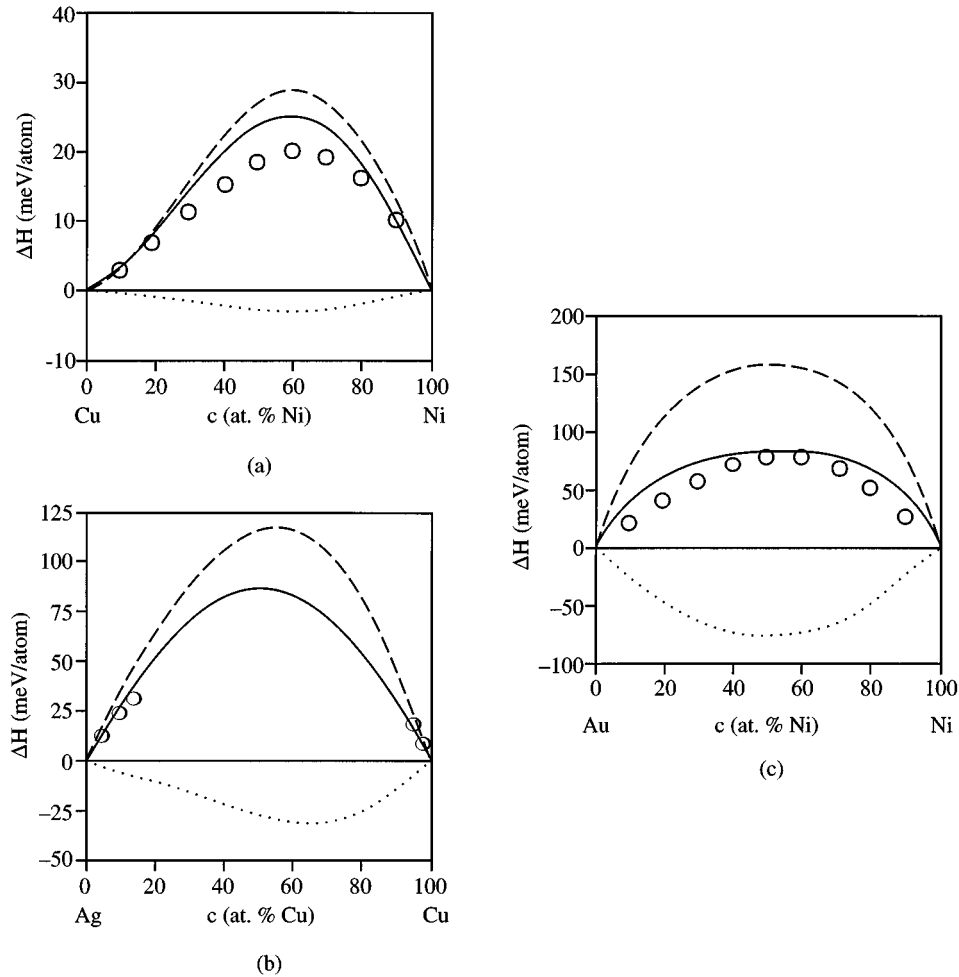 40
30
20
10
0
-10
ΔH (meV/atom)
0 20 40 60 80 100
Cu c (at. % Ni) Ni
(a)
125
100
75
50
25
0
−25
−50
ΔH (meV/atom)
0 20 40 60 80 100
Ag c (at. % Cu) Cu
(b)
200
150
100
50
0
−50
−100
ΔH (meV/atom)
0 20 40 60 80 100
Au c (at. % Ni) Ni
(c)